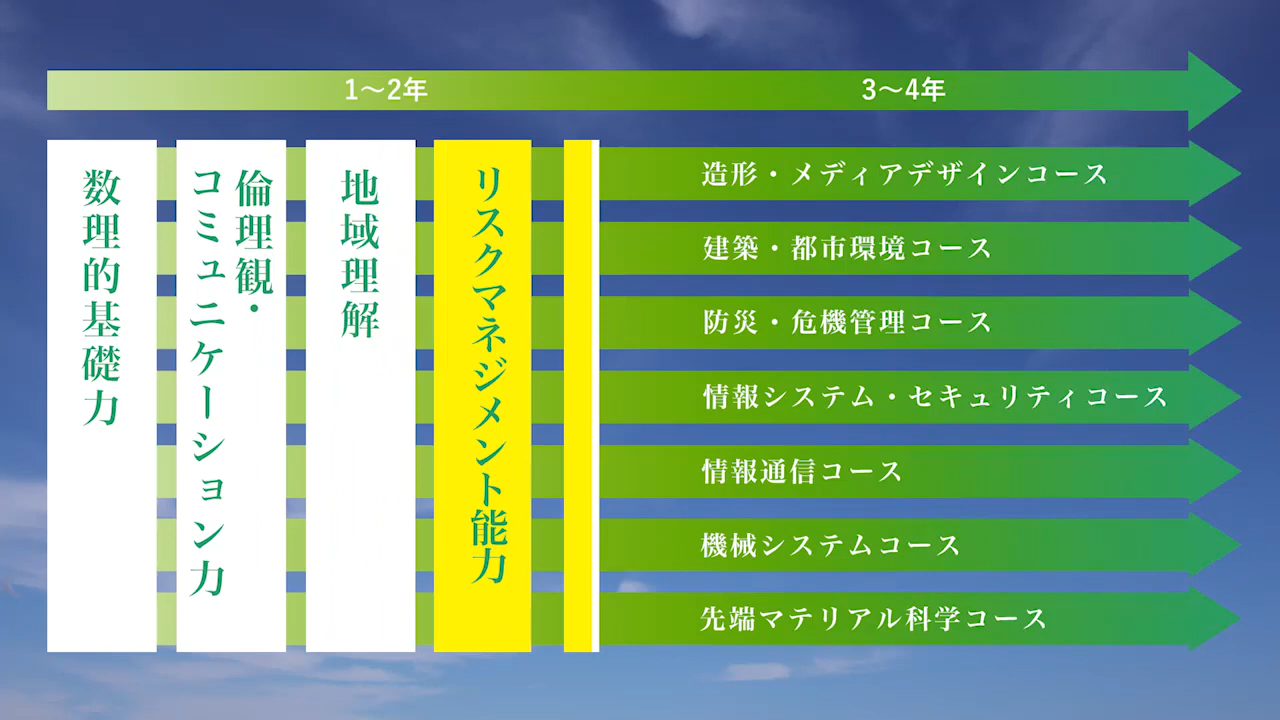 1～2年
3～4年
数理的基礎力
倫理観・
コミュニケーション力
地域理解
リスクマネジメント能力
造形・メディアデザインコース
建築・都市環境コース
防災・危機管理コース
情報システム・セキュリティコース
情報通信コース
機械システムコース
先端マテリアル科学コース